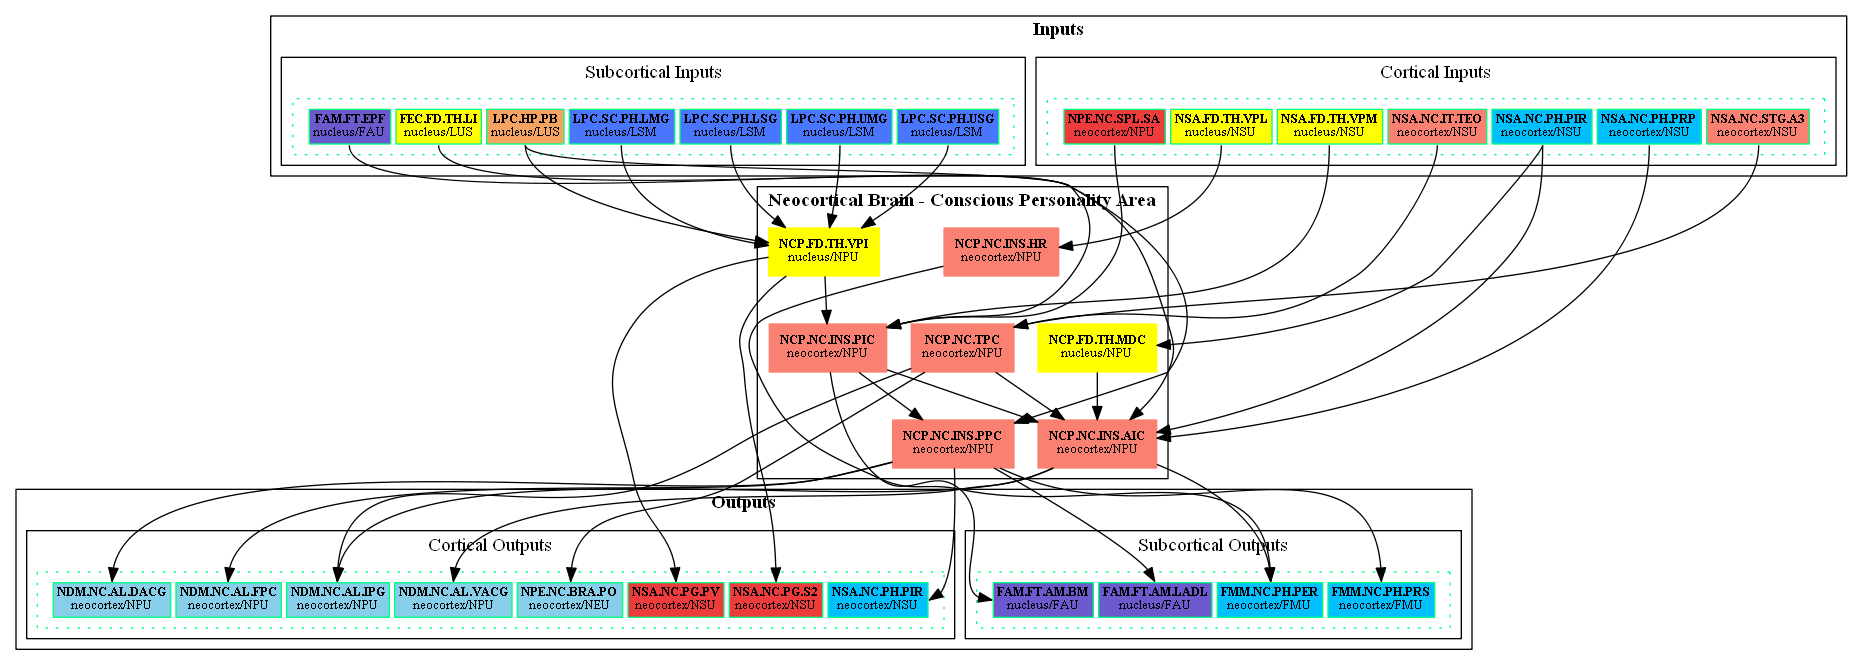 Inputs
Subcortical Inputs
Cortical Inputs
FAM.FT.EPF
nucleus/FAU
FEC.FD.TH.LI
nucleus/LUS
LPC.HP.PB
nucleus/LUS
LPC.SC.PH.LMG
nucleus/LSM
LPC.SC.PH.LSG
nucleus/LSM
LPC.SC.PH.UMG
nucleus/LSM
LPC.SC.PH.USG
nucleus/LSM
NPE.NC.SPL.SA
neocortex/NPU
NSA.FD.TH.VPL
nucleus/NSU
NSA.FD.TH.VPM
nucleus/NSU
NSA.NC.IT.TEO
neocortex/NSU
NSA.NC.PH.PIR
neocortex/NSU
NSA.NC.PH.PRP
neocortex/NSU
NSA.NC.STG.A3
neocortex/NSU
Neocortical Brain - Conscious Personality Area
NCP.FD.TH.VPI
nucleus/NPU
NCP.NC.INS.HR
neocortex/NPU
NCP.NC.INS.PIC
neocortex/NPU
NCP.NC.TPC
neocortex/NPU
NCP.FD.TH.MDC
nucleus/NPU
NCP.NC.INS.PPC
neocortex/NPU
NCP.NC.INS.AIC
neocortex/NPU
Outputs
Cortical Outputs
Subcortical Outputs
NDM.NC.AL.DACG
neocortex/NPU
NDM.NC.AL.FPC
neocortex/NPU
NDM.NC.AL.IPG
neocortex/NPU
NDM.NC.AL.VACG
neocortex/NPU
NPE.NC.BRA.PO
neocortex/NEU
NSA.NC.PG.PV
neocortex/NSU
NSA.NC.PG.S2
neocortex/NSU
NSA.NC.PH.PIR
neocortex/NSU
FAM.FT.AM.BM
nucleus/FAU
FAM.FT.AM.LADL
nucleus/FAU
FMM.NC.PH.PER
neocortex/FMU
FMM.NC.PH.PRS
neocortex/FMU